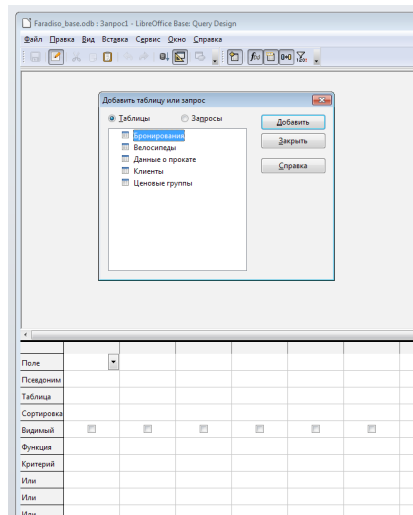 Faradiso_base.odb : Запрос1 - LibreOffice Base: Query Design
Файл Правка Вид Вставка Сервис Окно Справка
Добавить таблицу или запрос
Таблицы Запросы
Добавить
Бронирования
Велосипеды
Закрыть
Данные о прокате
Клиенты
Справка
Ценовые группы
Поле
Псевдоним
Таблица
Сортировка
Видимый
Функция
Критерий
Или
Или
Или